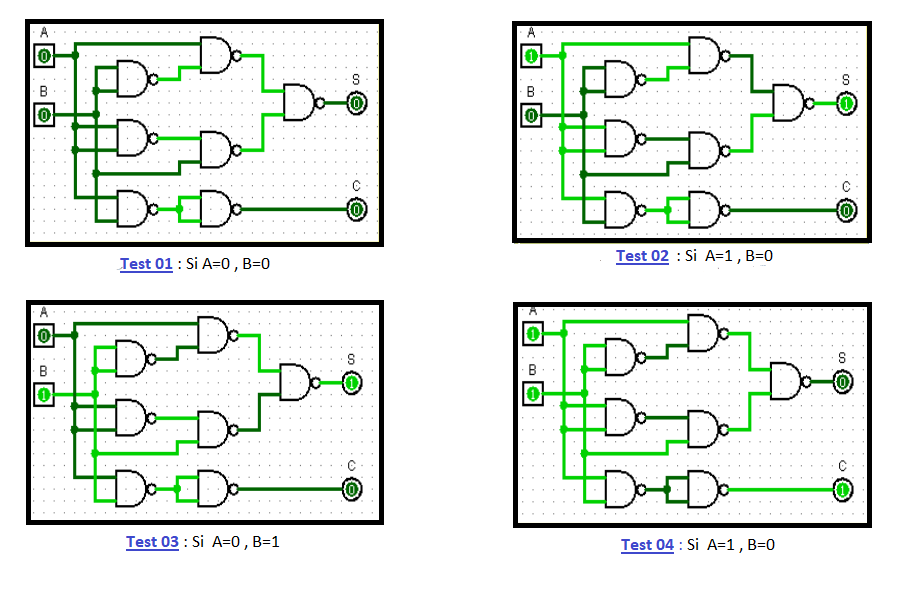 A
0
B
0
S
0
C
0
Test 01 : Si A=0 , B=0
A
1
B
0
S
1
C
0
Test 02 : Si A=1 , B=0
A
0
B
1
S
1
C
0
Test 03 : Si A=0 , B=1
A
1
B
1
S
0
C
1
Test 04 : Si A=1 , B=0